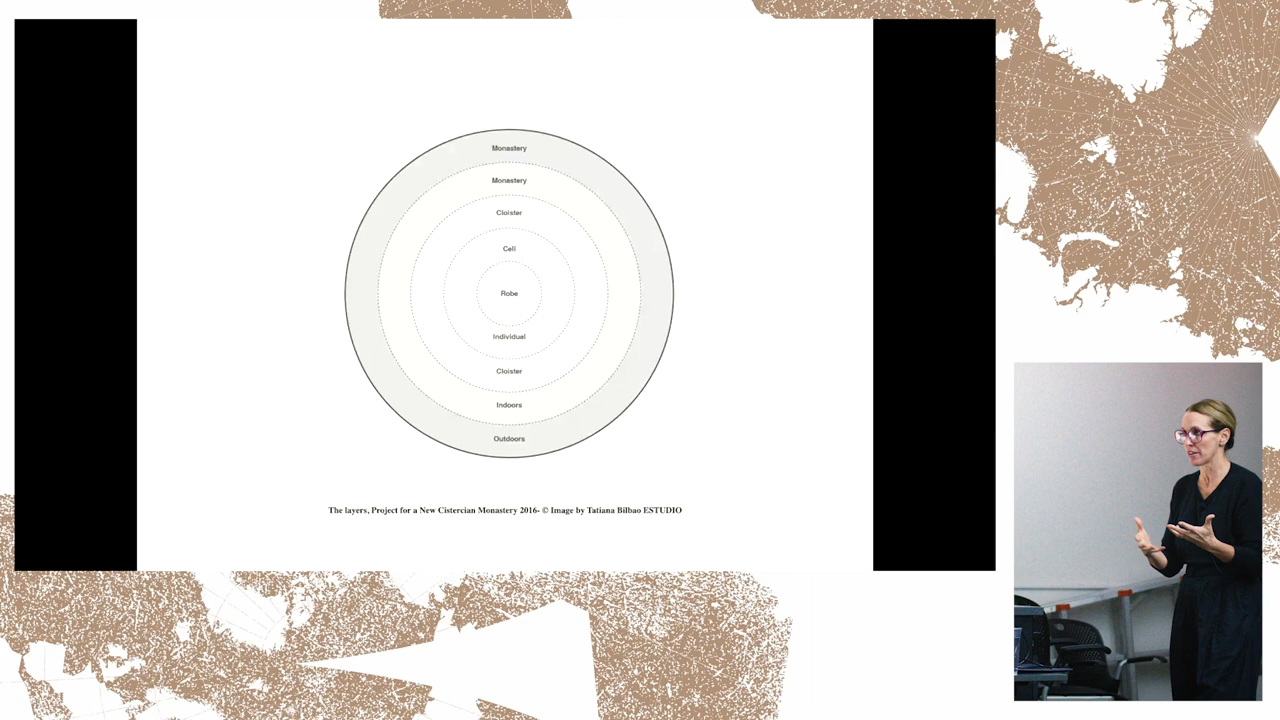 Monastery
Monastery
Cloister
Cell
Robe
Individual
Cloister
Indoors
Outdoors
The layers, Project for a New Cistercian Monastery 2016- © Image by Tatiana Bilbao ESTUDIO